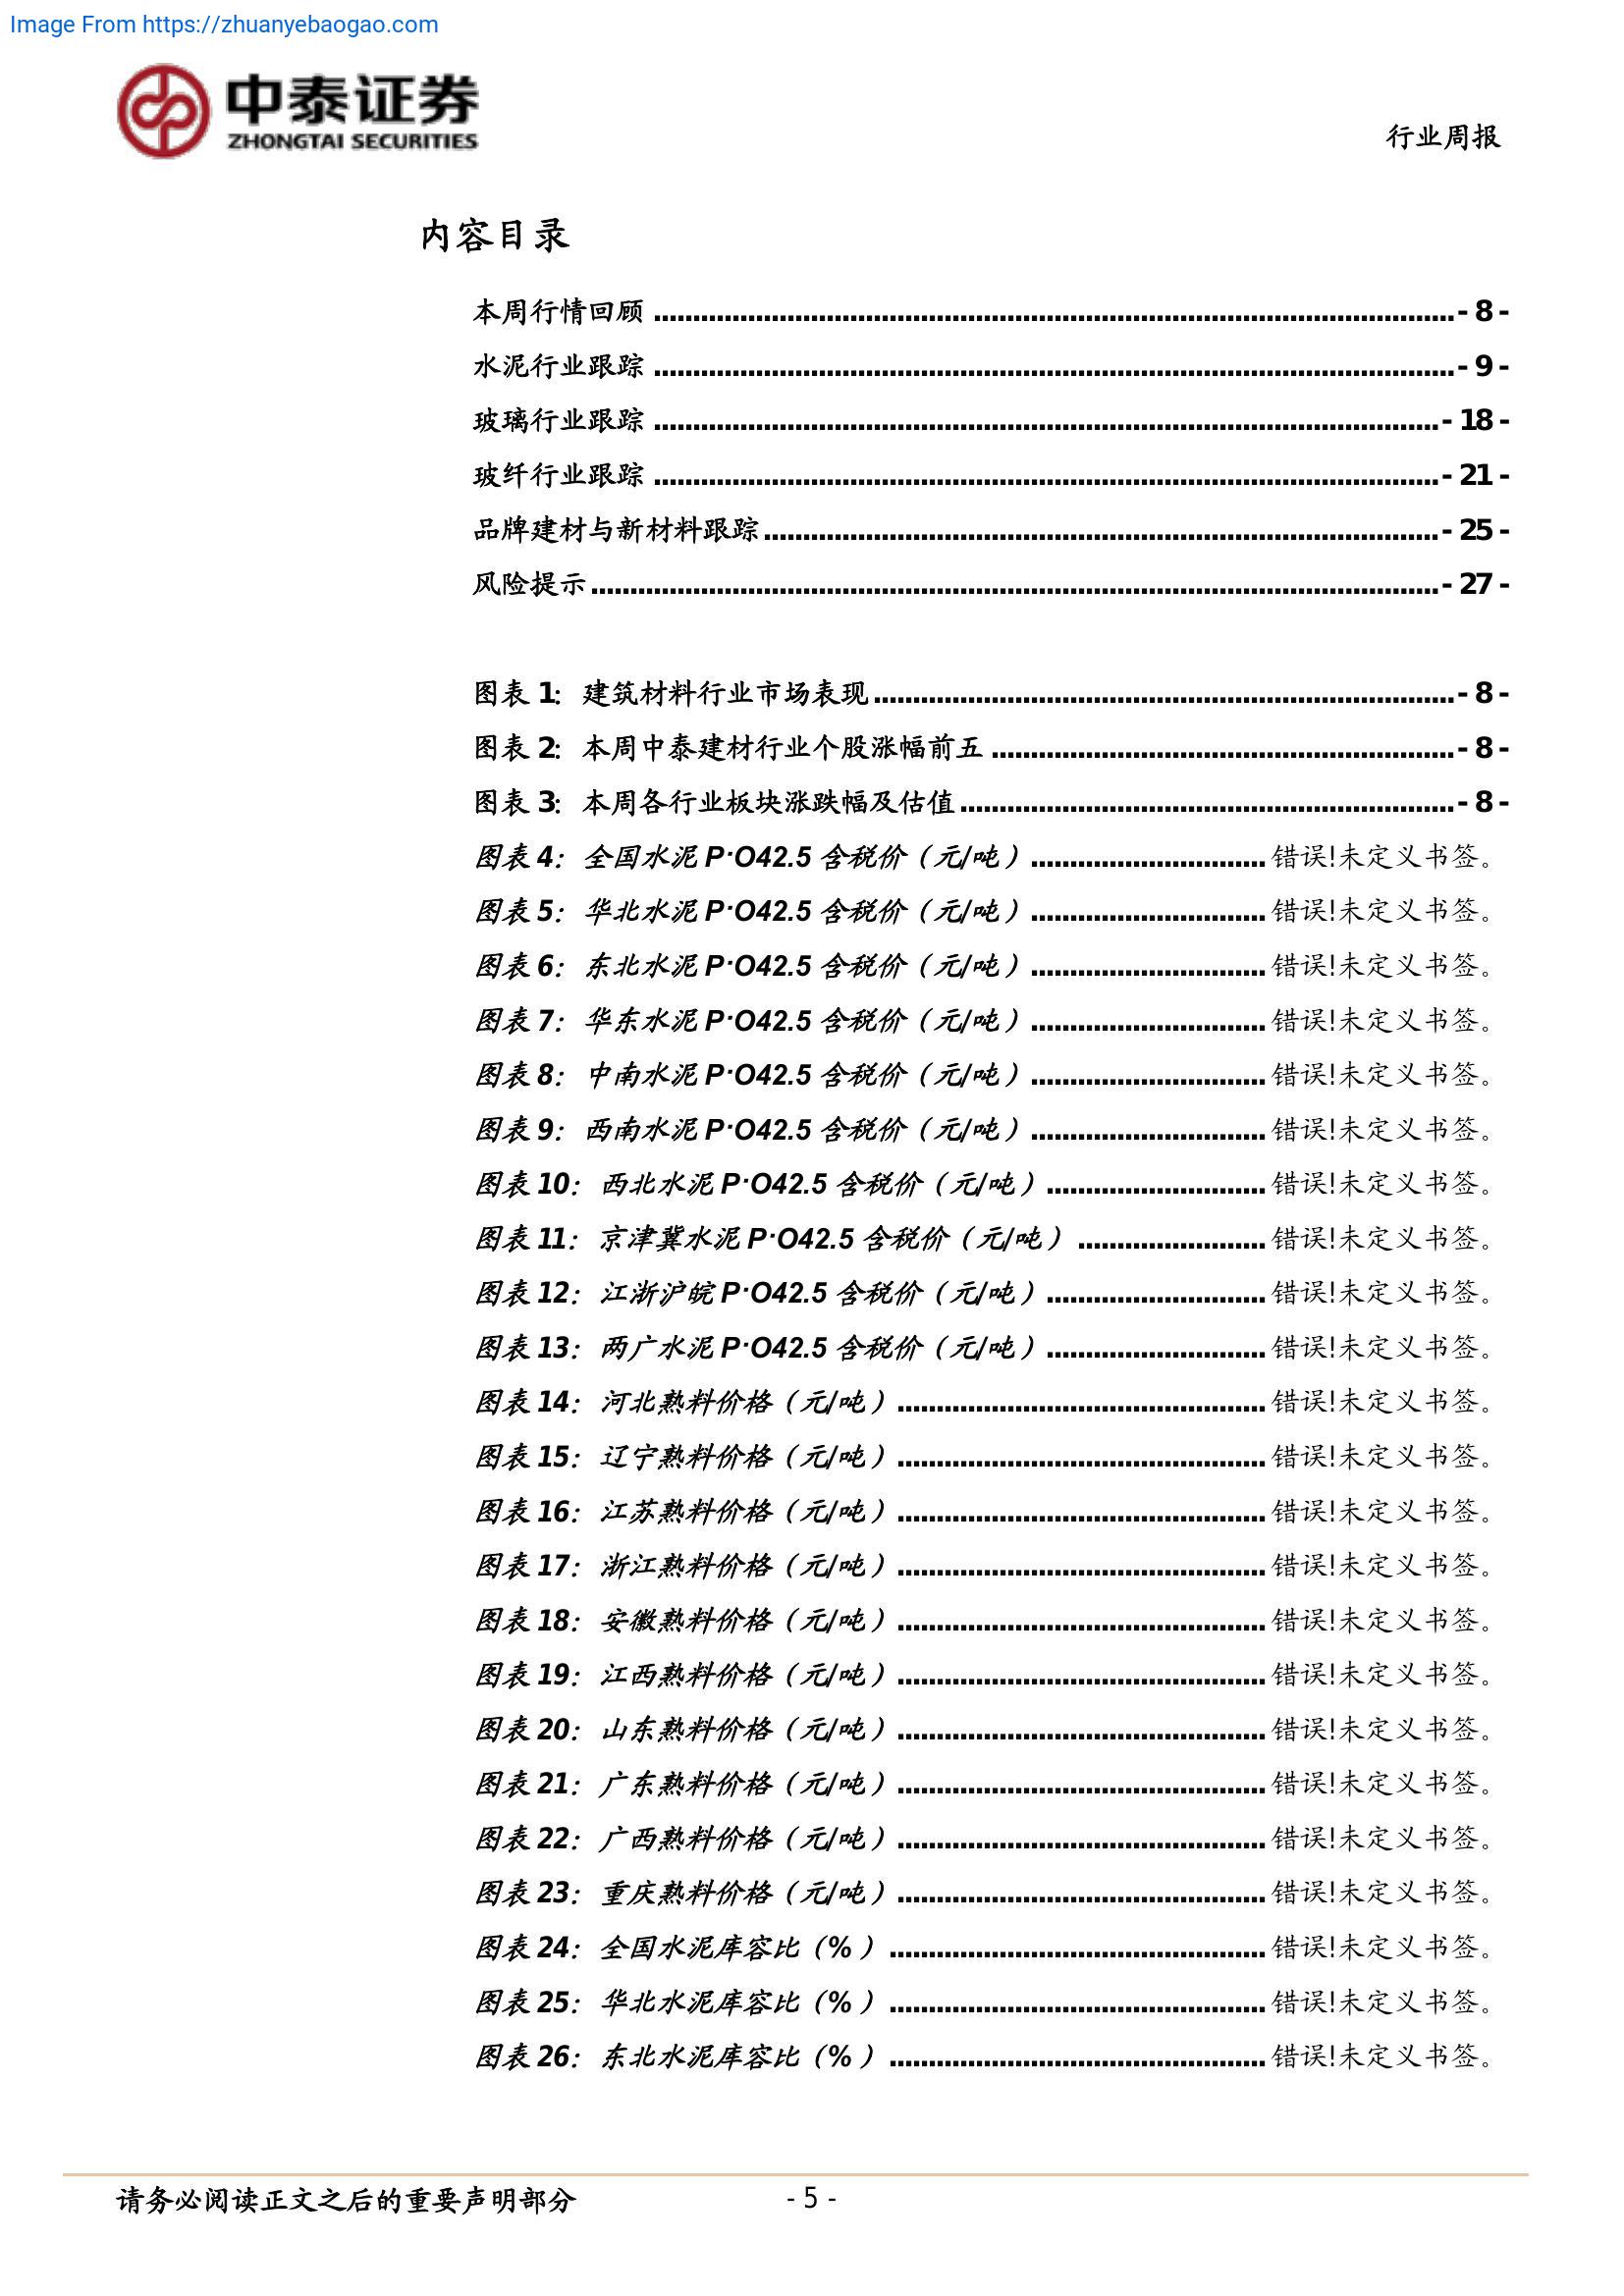 Image From https://zhuanyebaogao.com
中泰证券
ZHONGTAI SECURITIES
行业周报
内容目录
本周行情回顾 ........................................................................................................ - 8 -
水泥行业跟踪 ........................................................................................................ - 9 -
玻璃行业跟踪 ...................................................................................................... - 18 -
玻纤行业跟踪 ...................................................................................................... - 21 -
品牌建材与新材料跟踪 ....................................................................................... - 25 -
风险提示 ............................................................................................................. - 27 -
图表 1: 建筑材料行业市场表现 ........................................................................... - 8 -
图表 2: 本周中泰建材行业个股涨幅前五 ............................................................ - 8 -
图表 3: 本周各行业板块涨跌幅及估值 ................................................................ - 8 -
图表 4: 全国水泥 P·O42.5 含税价（元/吨） .............................. 错误!未定义书签。
图表 5: 华北水泥 P·O42.5 含税价（元/吨） .............................. 错误!未定义书签。
图表 6: 东北水泥 P·O42.5 含税价（元/吨） .............................. 错误!未定义书签。
图表 7: 华东水泥 P·O42.5 含税价（元/吨） .............................. 错误!未定义书签。
图表 8: 中南水泥 P·O42.5 含税价（元/吨） .............................. 错误!未定义书签。
图表 9: 西南水泥 P·O42.5 含税价（元/吨） .............................. 错误!未定义书签。
图表 10: 西北水泥 P·O42.5 含税价（元/吨） ............................ 错误!未定义书签。
图表 11: 京津冀水泥 P·O42.5 含税价（元/吨） ........................ 错误!未定义书签。
图表 12: 江浙沪皖 P·O42.5 含税价（元/吨） ............................ 错误!未定义书签。
图表 13: 两广水泥 P·O42.5 含税价（元/吨） ............................ 错误!未定义书签。
图表 14: 河北熟料价格（元/吨） ............................................... 错误!未定义书签。
图表 15: 辽宁熟料价格（元/吨） ............................................... 错误!未定义书签。
图表 16: 江苏熟料价格（元/吨） ............................................... 错误!未定义书签。
图表 17: 浙江熟料价格（元/吨） ............................................... 错误!未定义书签。
图表 18: 安徽熟料价格（元/吨） ............................................... 错误!未定义书签。
图表 19: 江西熟料价格（元/吨） ............................................... 错误!未定义书签。
图表 20: 山东熟料价格（元/吨） ............................................... 错误!未定义书签。
图表 21: 广东熟料价格（元/吨） ............................................... 错误!未定义书签。
图表 22: 广西熟料价格（元/吨） ............................................... 错误!未定义书签。
图表 23: 重庆熟料价格（元/吨） ............................................... 错误!未定义书签。
图表 24: 全国水泥库容比（%） ................................................ 错误!未定义书签。
图表 25: 华北水泥库容比（%） ................................................ 错误!未定义书签。
图表 26: 东北水泥库容比（%） ................................................ 错误!未定义书签。
请务必阅读正文之后的重要声明部分
- 5 -